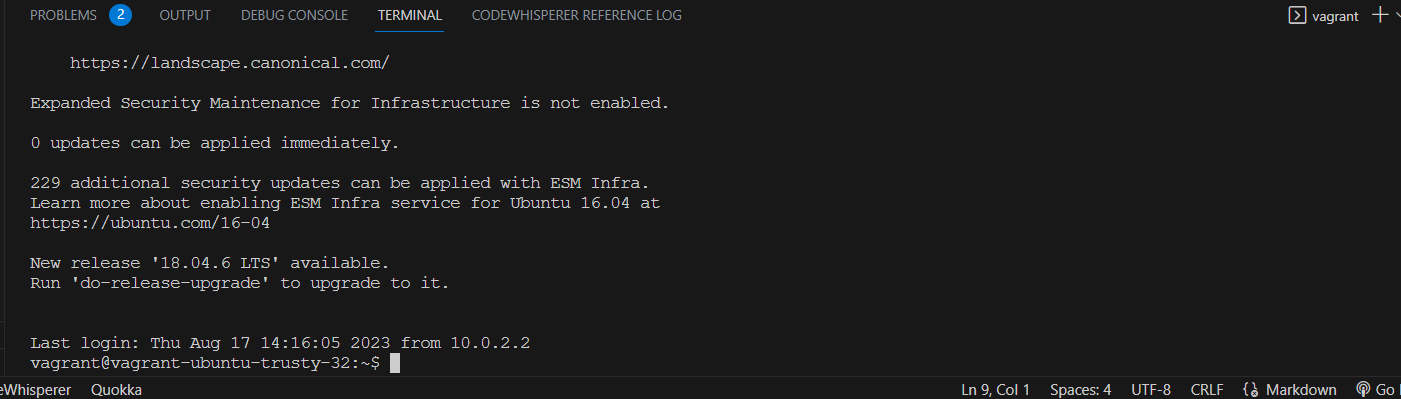 PROBLEMS 2 OUTPUT DEBUG CONSOLE TERMINAL CODEWHISPERER REFERENCE LOG vagrant
https://landscape.canonical.com/
Expanded Security Maintenance for Infrastructure is not enabled.
0 updates can be applied immediately.
229 additional security updates can be applied with ESM Infra.
Learn more about enabling ESM Infra service for Ubuntu 16.04 at
https://ubuntu.com/16-04
New release '18.04.6 LTS' available.
Run 'do-release-upgrade' to upgrade to it.
Last login: Thu Aug 17 14:16:05 2023 from 10.0.2.2
vagrant@vagrant-ubuntu-trusty-32:~$
eWhisperer Quokka Ln 9, Col 1 Spaces: 4 UTF-8 CRLF Markdown Go